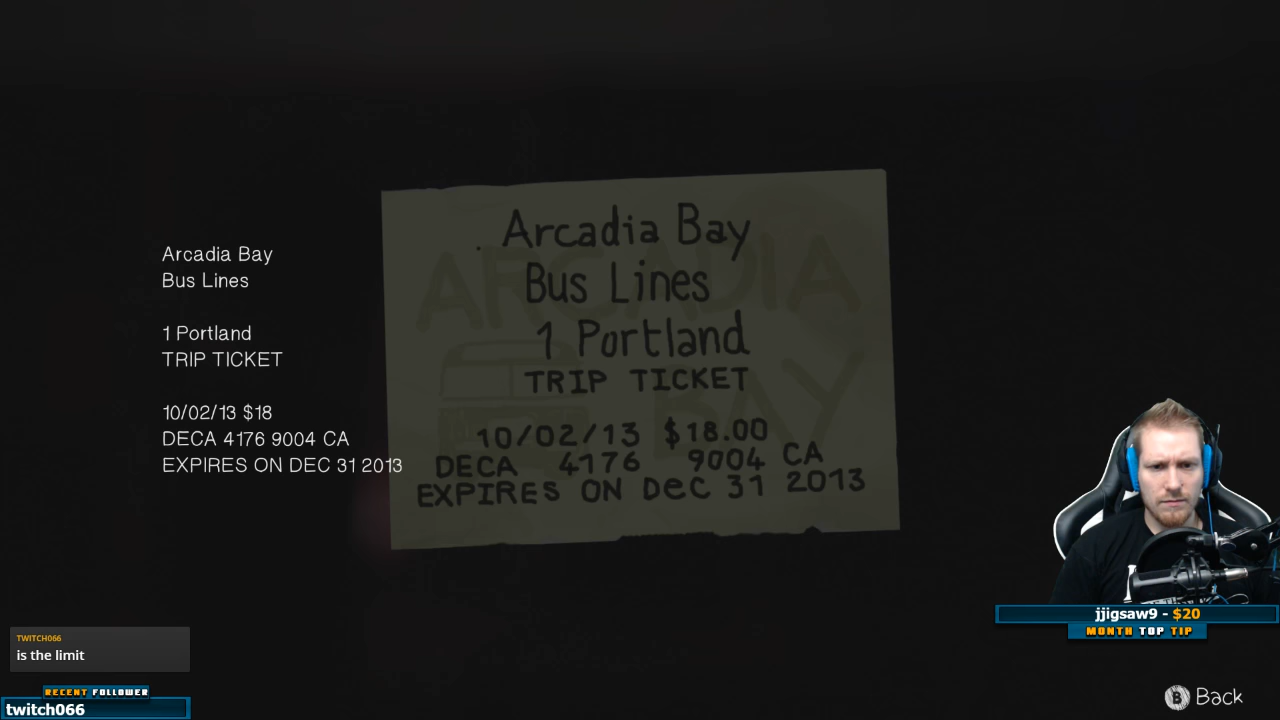 Arcadia Bay
Bus Lines
1 Portland
TRIP TICKET
10/02/13 $18
DECA 4176 9004 CA
EXPIRES ON DEC 31 2013
ARCADIA
BAY
Arcadia Bay
Bus Lines
1 Portland
TRIP TICKET
10/02/13 $18.00
DECA 4176 9004 CA
EXPIRES ON DeC 31 2013
jjigsaw9 - $20
MONTH TOP TIP
TWITCH066
is the limit
RECENT FOLLOWER
twitch066
B Back